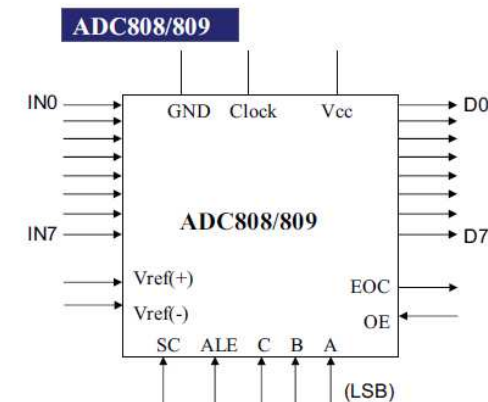 ADC808/809
GND Clock Vcc
IN0
D0
ADC808/809
IN7
D7
Vref(+)
EOC
Vref(-)
OE
SC ALE C B A
(LSB)